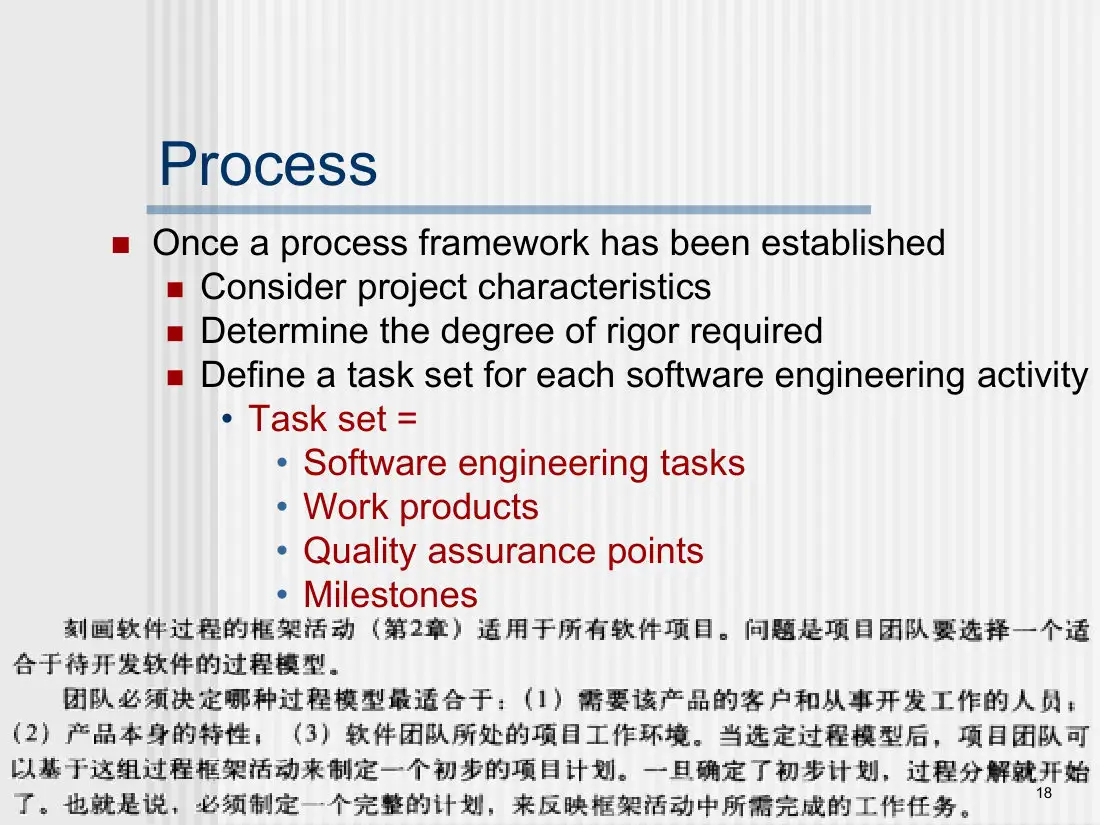 Process
Once a process framework has been established
Consider project characteristics
Determine the degree of rigor required
Define a task set for each software engineering activity
Task set =
Software engineering tasks
Work products
Quality assurance points
Milestones
刻画软件过程的框架活动（第2章）适用于所有软件项目。问题是项目团队要选择一个适
合于待开发软件的过程模型。
团队必须决定哪种过程模型最适合于：（1）需要该产品的客户和从事开发工作的人员；
（2）产品本身的特性；（3）软件团队所处的项目工作环境。当选定过程模型后，项目团队可
以基于这组过程框架活动来制定一个初步的项目计划。一旦确定了初步计划，过程分解就开始
了。也就是说，必须制定一个完整的计划，来反映框架活动中所需完成的工作任务。
18